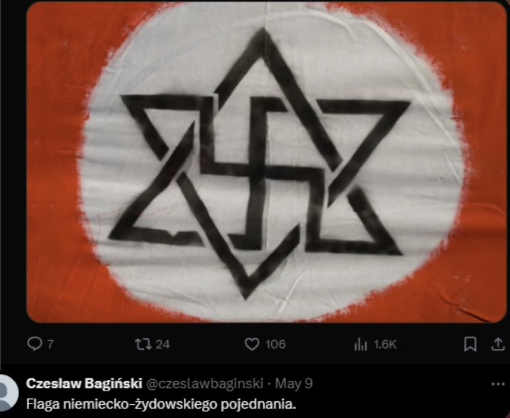 7 24 106 1.6K
Czesław Bagiński @czeslawbaginski · May 9
Flaga niemiecko-żydowskiego pojednania.